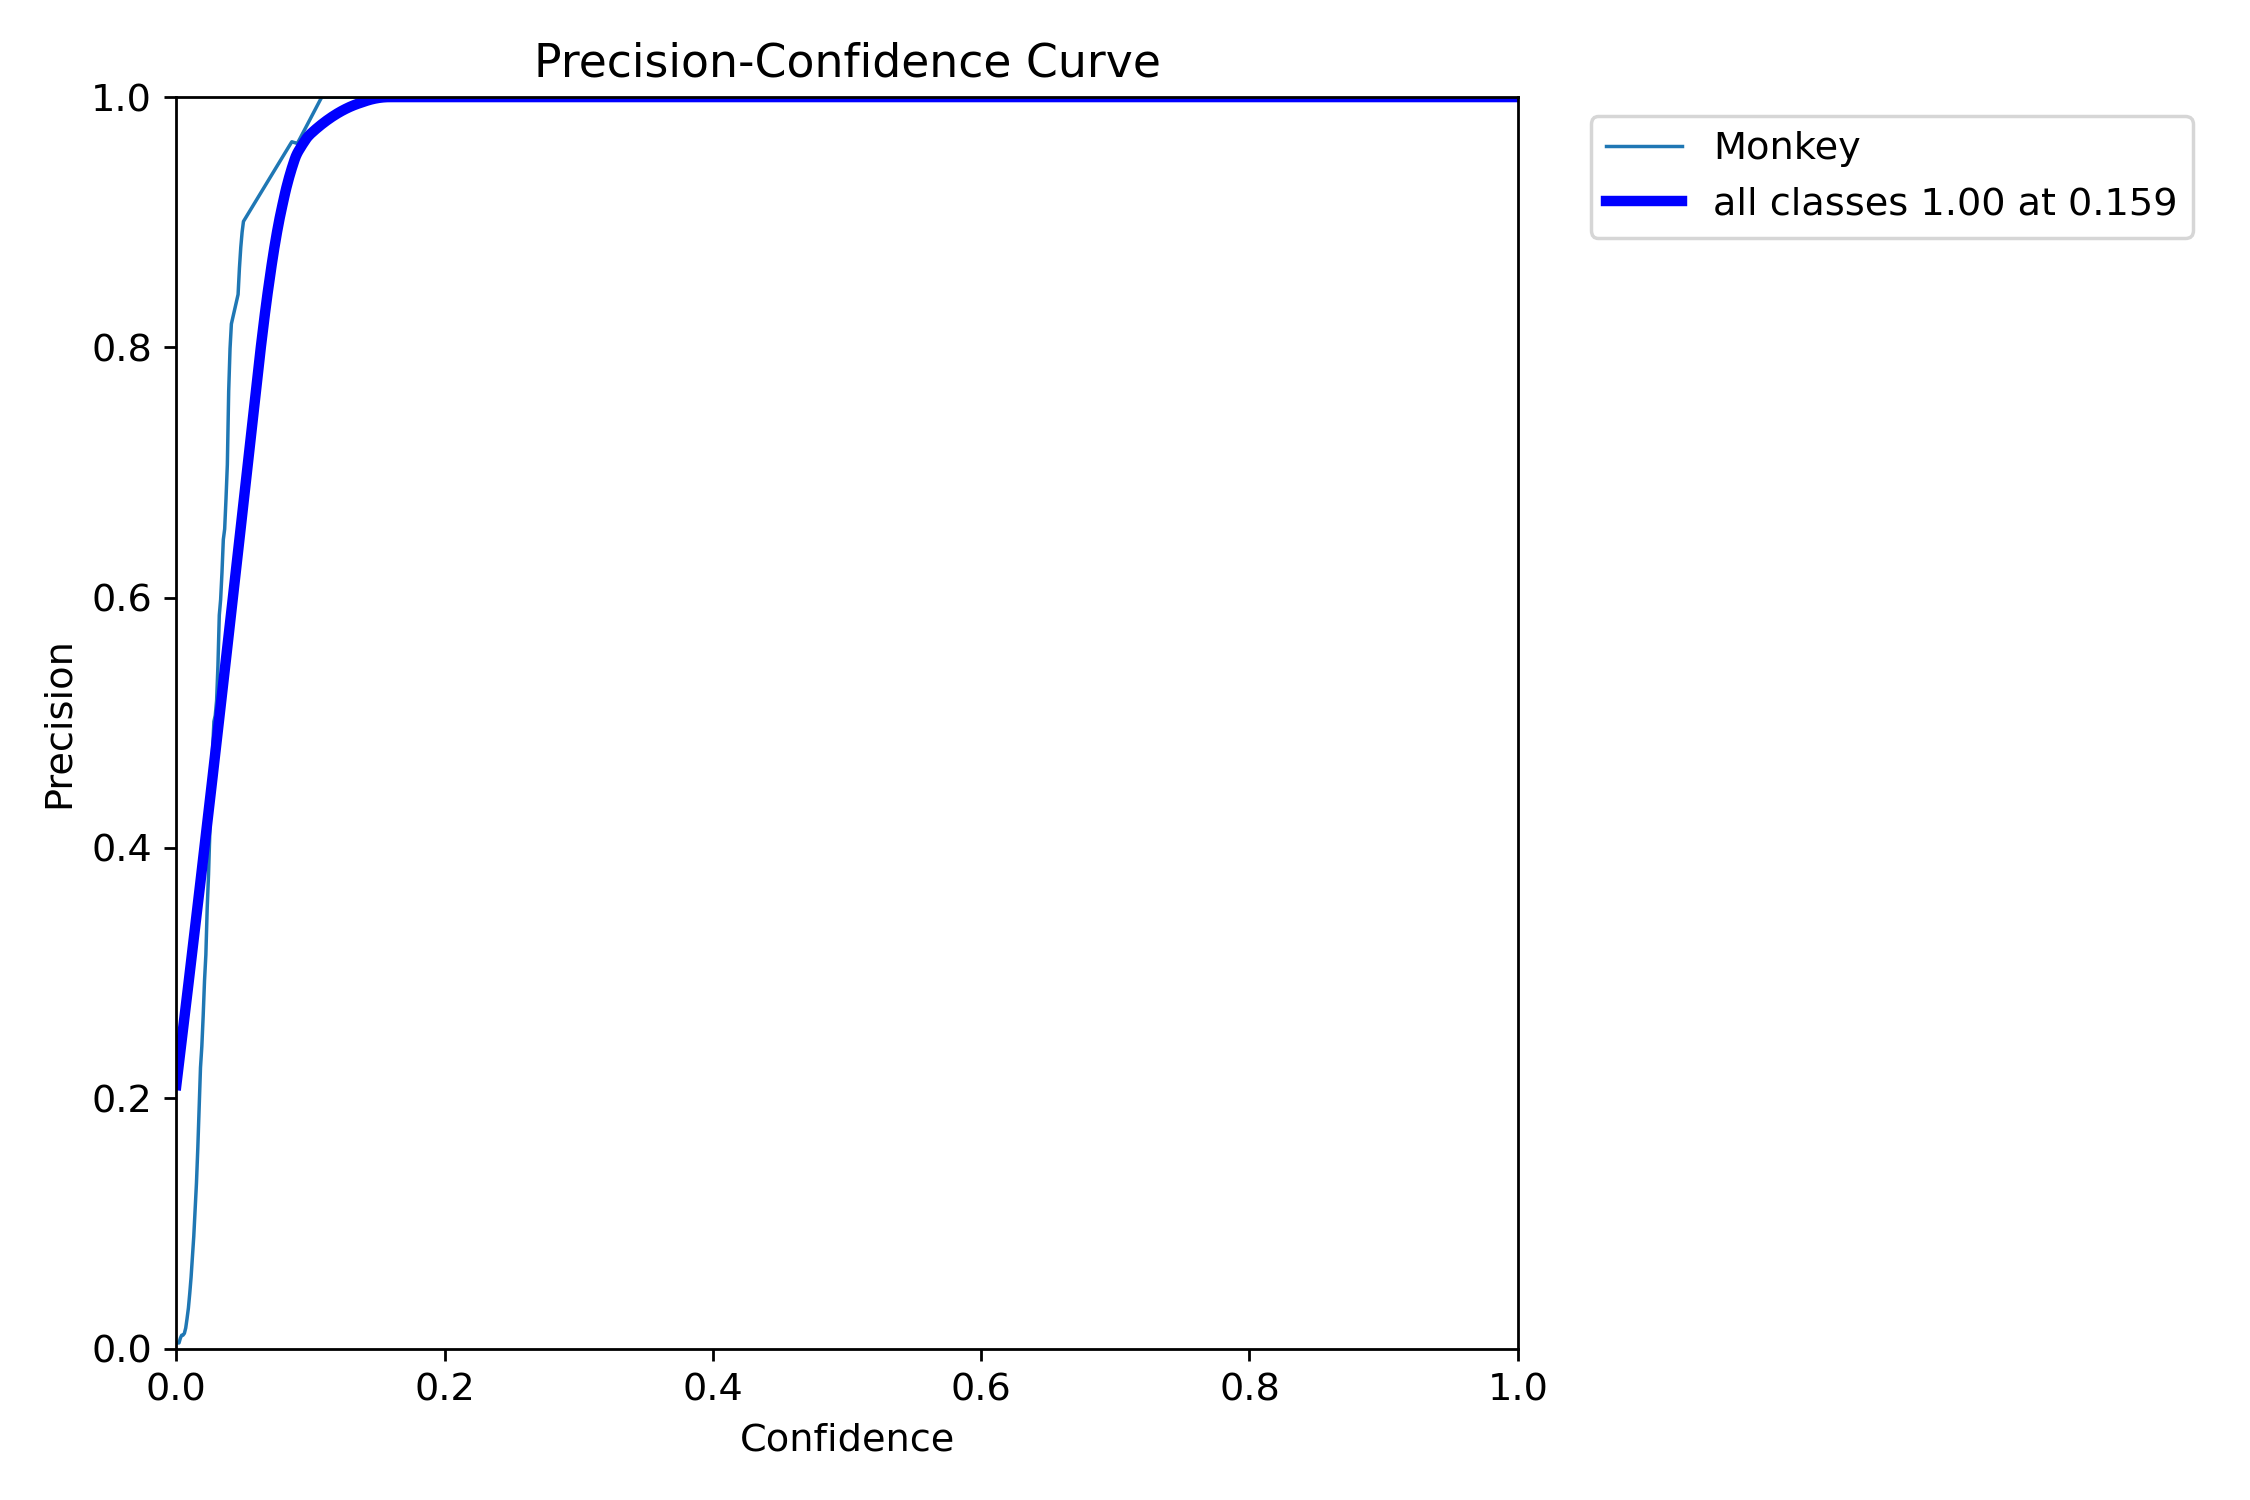 Precision-Confidence Curve
Monkey
all classes 1.00 at 0.159
Precision
1.0
0.8
0.6
0.4
0.2
0.0
0.0 0.2 0.4 0.6 0.8 1.0
Confidence